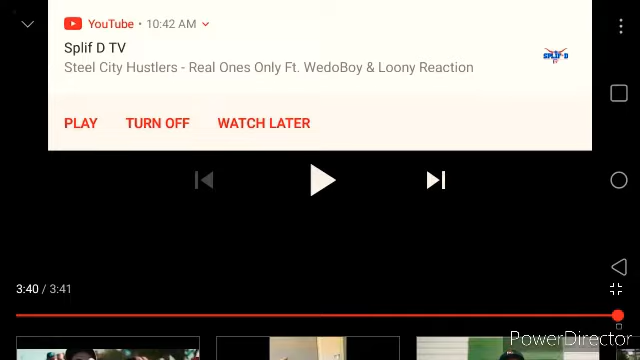 YouTube • 10:42 AM
Splif D TV
Steel City Hustlers - Real Ones Only Ft. WedoBoy & Loony Reaction
SPLIF D
PLAY TURN OFF WATCH LATER
3:40 / 3:41
PowerDirector